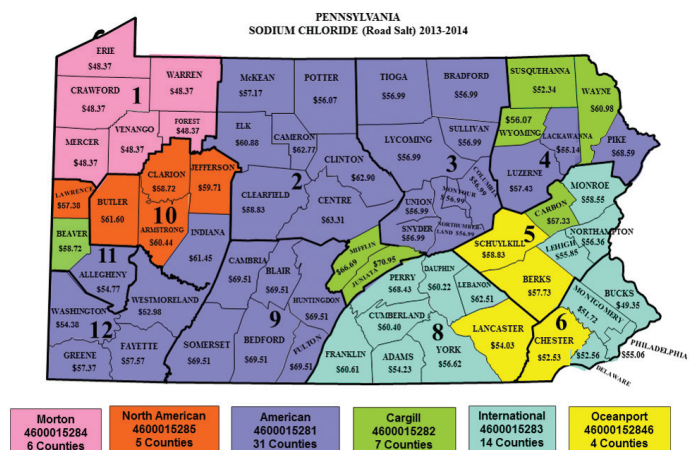 PENNSYLVANIA
SODIUM CHLORIDE (Road Salt) 2013-2014
ERIE
$48.37
CRAWFORD
$48.37
1
WARREN
$48.37
FOREST
$48.37
VENANGO
$48.37
MERCER
$48.37
McKEAN
$57.17
POTTER
$56.07
ELK
$60.88
CAMERON
$62.77
CLINTON
$62.90
2
CLEARFIELD
$58.83
CENTRE
$63.31
TIOGA
$56.99
BRADFORD
$56.99
LYCOMING
$56.99
SULLIVAN
$56.99
3
COLUMBIA
$56.99
MONTOUR
$56.99
UNION
$56.99
SNYDER
$56.99
NORTHUMBER
LAND $56.99
SUSQUEHANNA
$52.34
WAYNE
$60.98
$56.07
WYOMING
LACKAWANNA
$55.14
4
PIKE
$68.59
LUZERNE
$57.43
MONROE
$58.55
CARBON
$57.33
NORTHAMPTON
$56.36
LEHIGH
$55.85
5
SCHUYLKILL
$58.83
BERKS
$57.73
CLARION
$58.72
JEFFERSON
$59.71
LAWRENCE
$57.38
BUTLER
$61.60
10
ARMSTRONG
$60.44
INDIANA
$61.45
BEAVER
$58.72
11
ALLEGHENY
$54.77
WASHINGTON
$54.38
12
WESTMORELAND
$52.98
GREENE
$57.37
FAYETTE
$57.57
CAMBRIA
$69.51
BLAIR
$69.51
HUNTINGDON
$69.51
9
SOMERSET
$69.51
BEDFORD
$69.51
FULTON
$69.51
MIFFLIN
$66.69
$70.95
JUNIATA
PERRY
$68.43
DAUPHIN
$60.22
LEBANON
$62.51
CUMBERLAND
$60.40
8
FRANKLIN
$60.61
ADAMS
$54.23
YORK
$56.62
LANCASTER
$54.03
6
CHESTER
$52.53
MONTGOMERY
$51.72
BUCKS
$49.35
PHILADELPHIA
$55.06
$52.56
DELAWARE
Morton
4600015284
6 Counties
North American
4600015285
5 Counties
American
4600015281
31 Counties
Cargill
4600015282
7 Counties
International
4600015283
14 Counties
Oceanport
46000152846
4 Counties